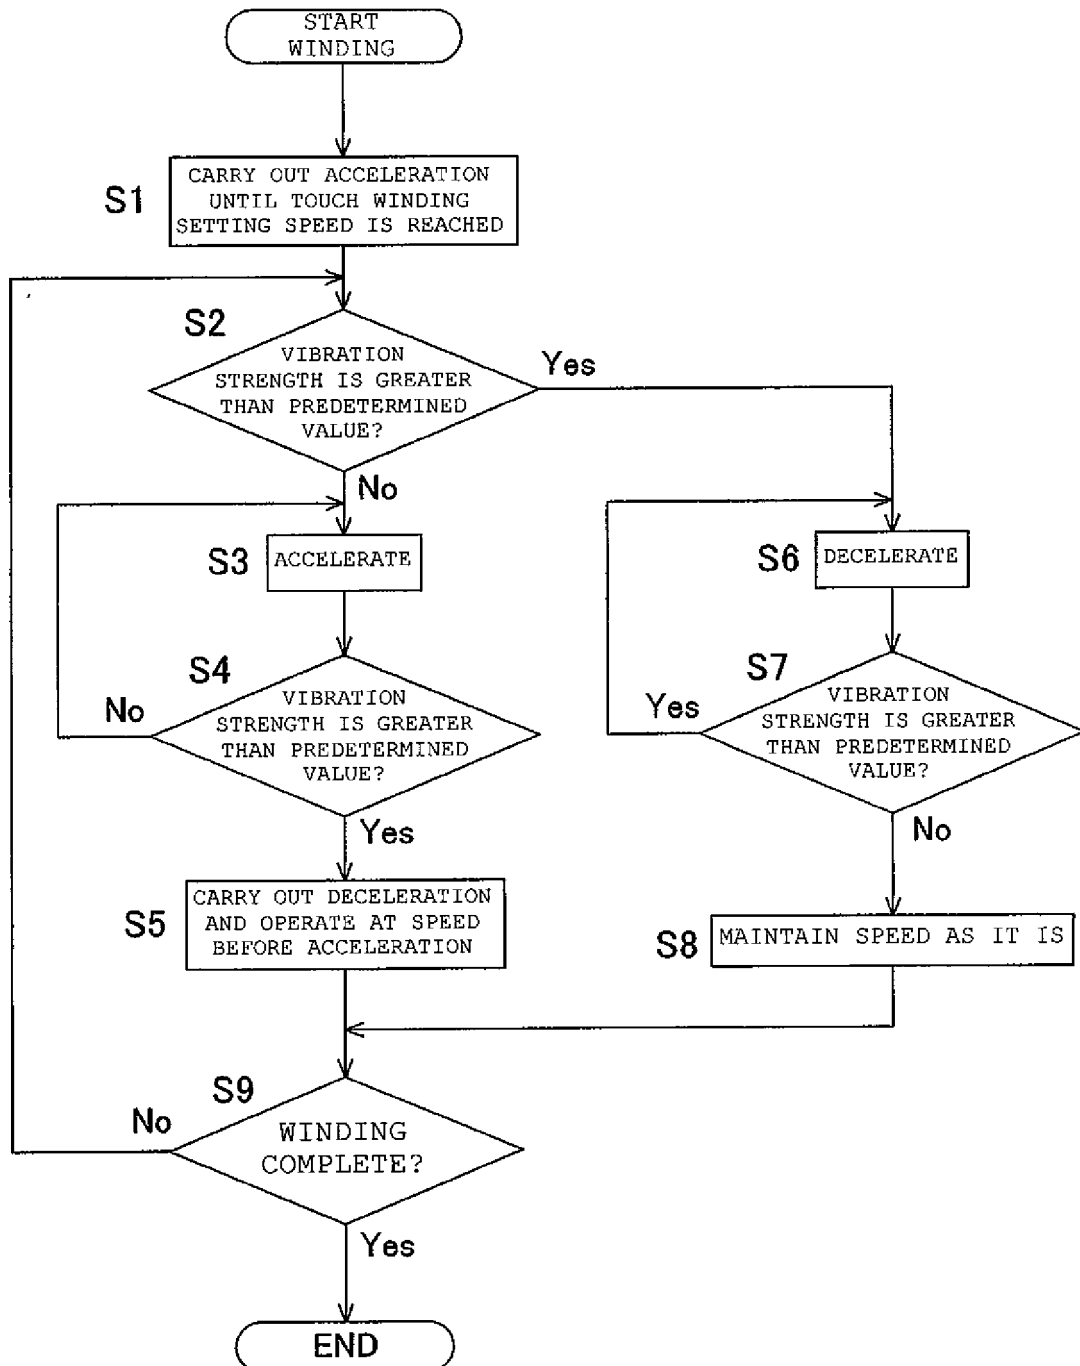 START
WINDING
S1
CARRY OUT ACCELERATION
UNTIL TOUCH WINDING
SETTING SPEED IS REACHED
S2
VIBRATION
STRENGTH IS GREATER
THAN PREDETERMINED
VALUE?
Yes
No
S3
ACCELERATE
S6
DECELERATE
S4
VIBRATION
STRENGTH IS GREATER
THAN PREDETERMINED
VALUE?
No
Yes
S7
VIBRATION
STRENGTH IS GREATER
THAN PREDETERMINED
VALUE?
Yes
No
S5
CARRY OUT DECELERATION
AND OPERATE AT SPEED
BEFORE ACCELERATION
S8
MAINTAIN SPEED AS IT IS
S9
WINDING
COMPLETE?
No
Yes
END